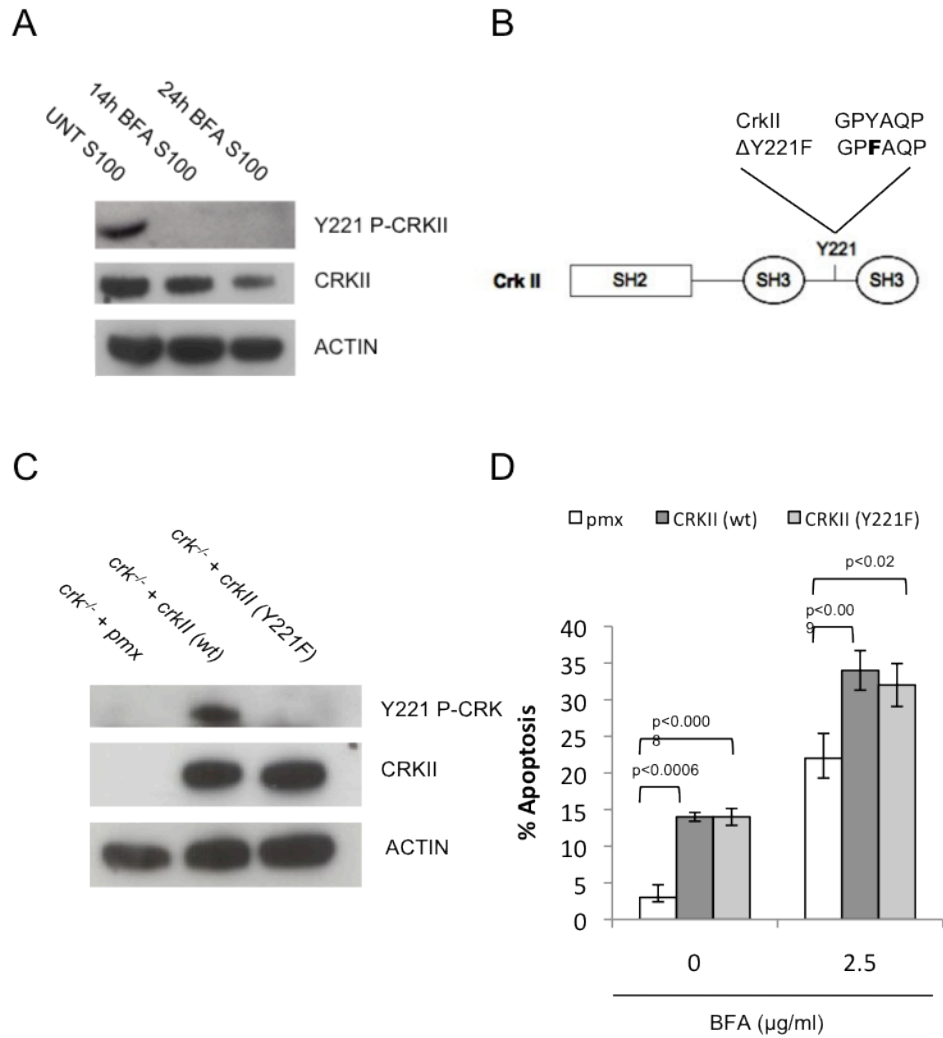 A
UNT S100
14h BFA S100
24h BFA S100
Y221 P-CRKII
CRKII
ACTIN
B
CrkII GPYAQP
ΔY221F GPFAQP
Y221
Crk II SH2 SH3 SH3
C
crk-/- + pmx
crk-/- + crkII (wt)
crk-/- + crkII (Y221F)
Y221 P-CRK
CRKII
ACTIN
D
pmx CRKII (wt) CRKII (Y221F)
p<0.02
p<0.00
9
p<0.000
8
p<0.0006
% Apoptosis
40
35
30
25
20
15
10
5
0
0 2.5
BFA (µg/ml)